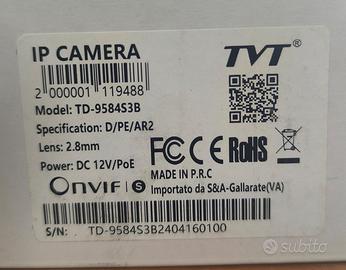 IP CAMERA
TVT®
2 000001 119488
Model: TD-9584S3B
Specification: D/PE/AR2
Lens: 2.8mm
Power: DC 12V/PoE
FC CE RoHS
MADE IN P.R.C
ONVIF S
Importato da S&A-Gallarate(VA)
S/N: TD-9584S3B2404160100
subito